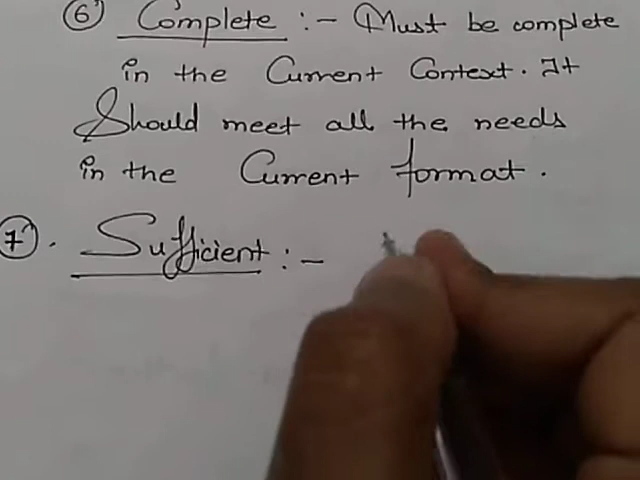 ⑥ Complete :- Must be complete
in the Current Context. It
Should meet all the needs
in the Current format.
⑦. Sufficient :-